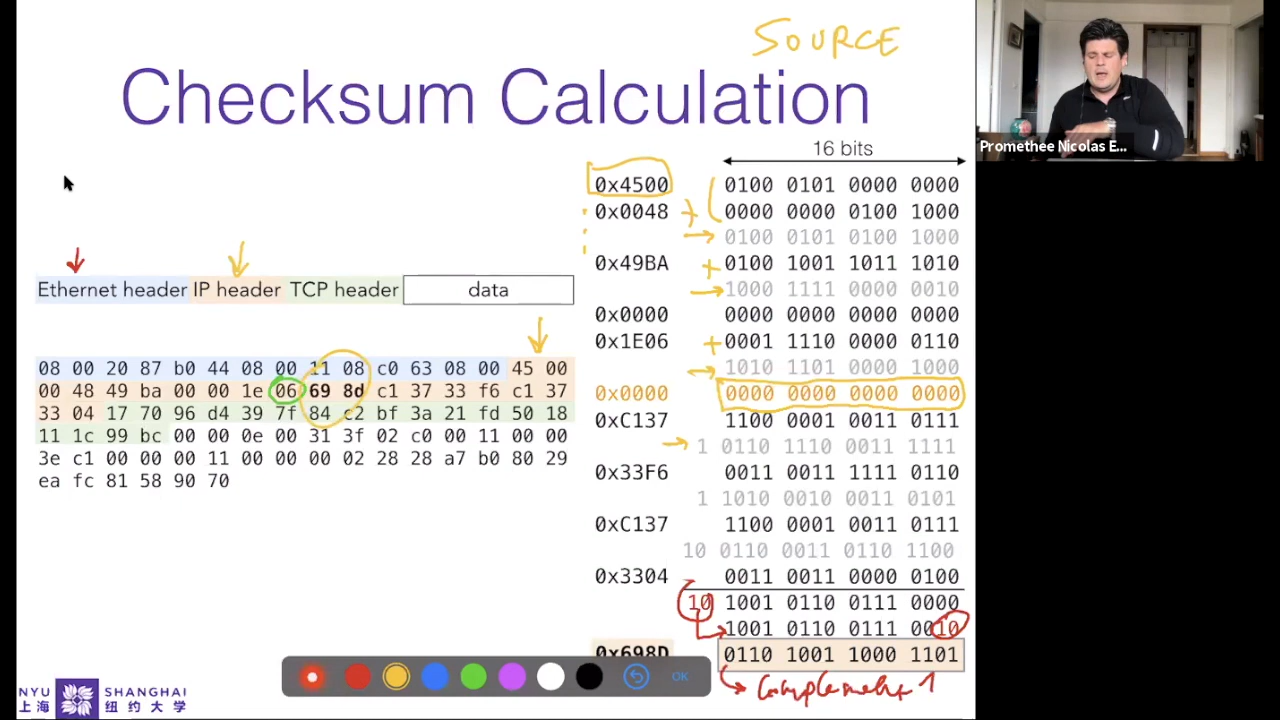 SOURCE
Checksum Calculation
Promethee Nicolas E...
16 bits
0x4500 0100 0101 0000 0000
0x0048 + 0000 0000 0100 1000
0100 0101 0100 1000
0x49BA + 0100 1001 1011 1010
1000 1111 0000 0010
0x0000 0000 0000 0000 0000
0x1E06 + 0001 1110 0000 0110
1010 1101 0000 1000
0x0000 0000 0000 0000 0000
0xC137 1100 0001 0011 0111
1 0110 1110 0011 1111
0x33F6 0011 0011 1111 0110
1 1010 0010 0011 0101
0xC137 1100 0001 0011 0111
10 0110 0011 0110 1100
0x3304 0011 0011 0000 0100
10 1001 0110 0111 0000
1001 0110 0111 0010
0x698D 0110 1001 1000 1101
Complement 1
Ethernet header IP header TCP header data
08 00 20 87 b0 44 08 00 11 08 c0 63 08 00 45 00
00 48 49 ba 00 00 1e 06 69 8d c1 37 33 f6 c1 37
33 04 17 70 96 d4 39 7f 84 c2 bf 3a 21 fd 50 18
11 1c 99 bc 00 00 0e 00 31 3f 02 c0 00 11 00 00
3e c1 00 00 00 11 00 00 00 02 28 28 a7 b0 80 29
ea fc 81 58 90 70
OK
NYU SHANGHAI
上海 纽约大学